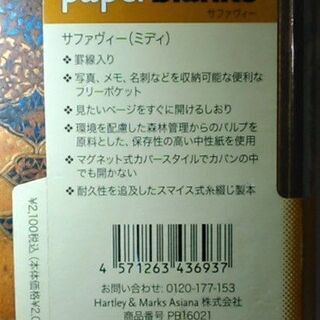 paperblanks
サファヴィー
サファヴィー(ミディ)
● 罫線入り
● 写真、メモ、名刺などを収納可能な便利な
フリーポケット
● 見たいページをすぐに開けるしおり
● 環境を配慮した森林管理からのパルプを
原料とした、保存性の高い中性紙を使用
● マグネット式カバースタイルでカバンの中
でも開かない
● 耐久性を追及したスマイス式糸綴じ製本
¥2,100税込(本体価格¥2,0
4 571263 436937
お問い合わせ 0120-177-153
Hartley & Marks Asiana 株式会社
商品番号 PB16021